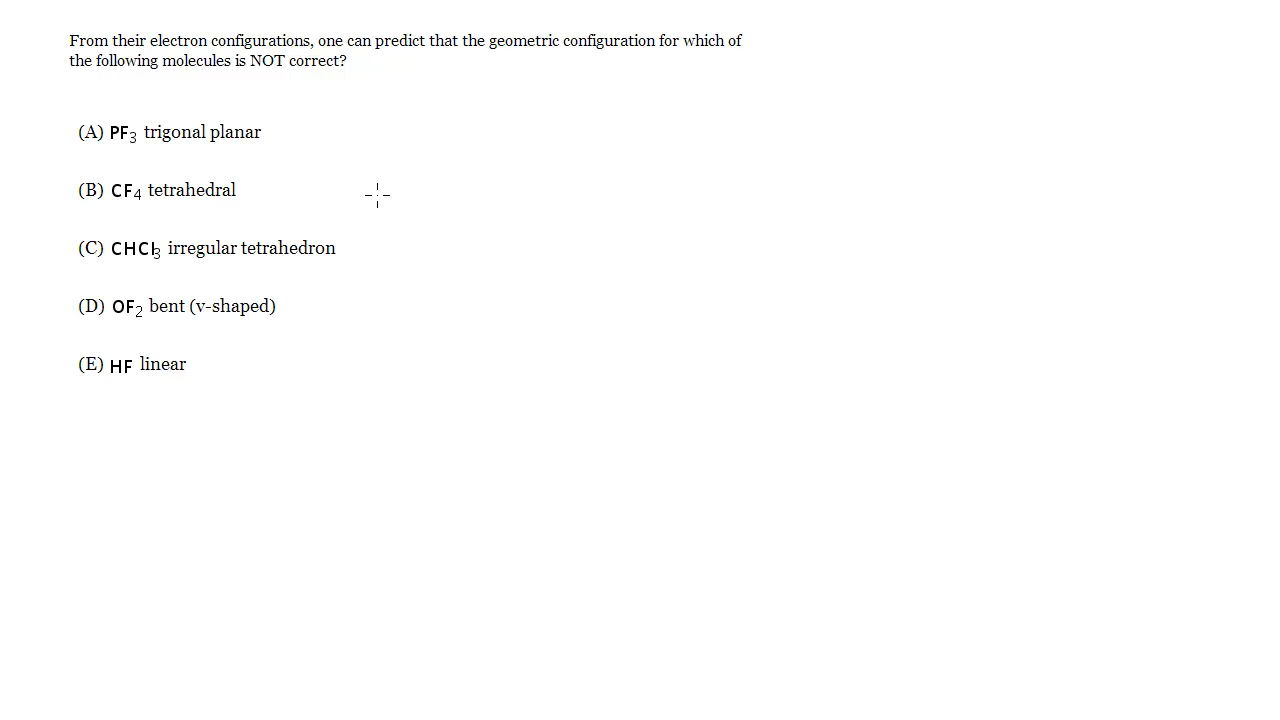 From their electron configurations, one can predict that the geometric configuration for which of
the following molecules is NOT correct?
(A) PF3 trigonal planar
(B) CF4 tetrahedral
(C) CHCl3 irregular tetrahedron
(D) OF2 bent (v-shaped)
(E) HF linear